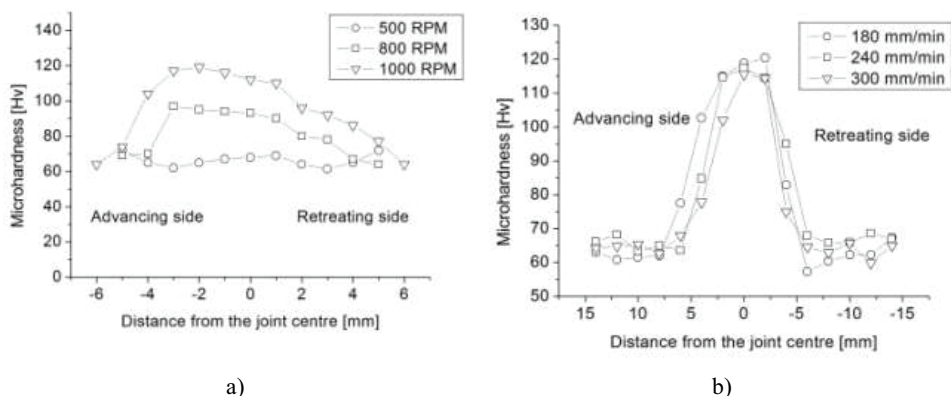 140
120
100
80
60
40
20
0
Microhardness [Hv]
500 RPM
800 RPM
1000 RPM
Advancing side
Retreating side
-6 -4 -2 0 2 4 6
Distance from the joint centre [mm]
a)
130
120
110
100
90
80
70
60
50
Microhardness [Hv]
180 mm/min
240 mm/min
300 mm/min
Advancing side
Retreating side
15 10 5 0 -5 -10 -15
Distance from the joint centre [mm]
b)